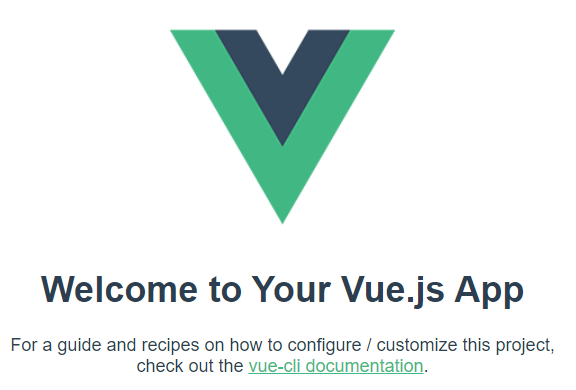 Welcome to Your Vue.js App
For a guide and recipes on how to configure / customize this project,
check out the vue-cli documentation.